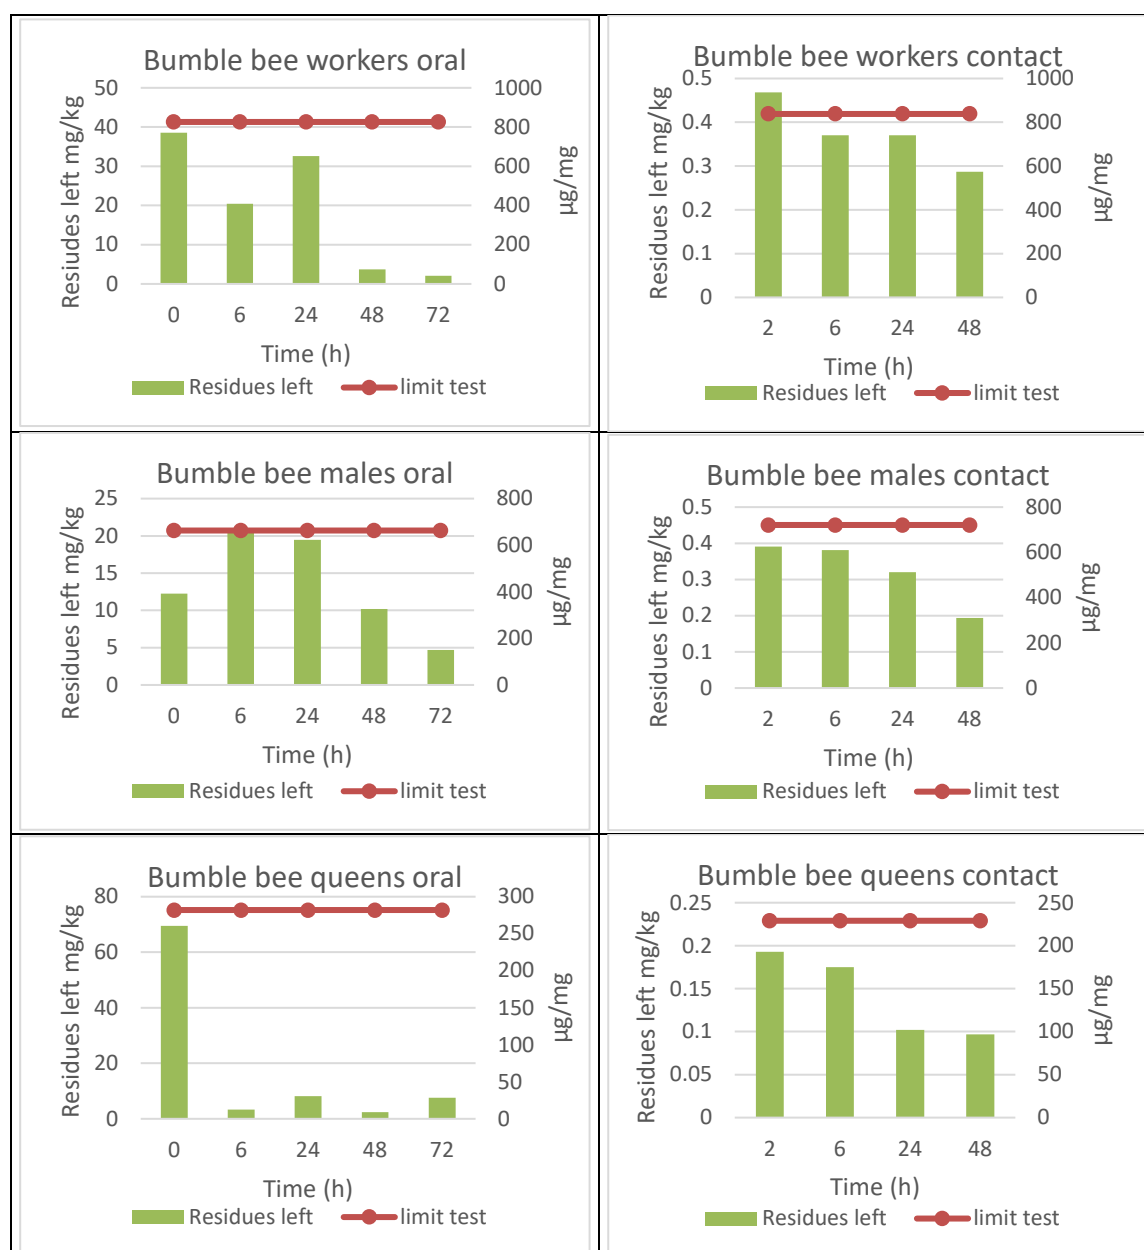 Bumble bee workers oral
50
40
30
20
10
0
1000
800
600
400
200
0
Resiudes left mg/kg
µg/mg
0 6 24 48 72
Time (h)
Residues left limit test
Bumble bee workers contact
0.5
0.4
0.3
0.2
0.1
0
1000
800
600
400
200
0
Residues left mg/kg
µg/mg
2 6 24 48
Time (h)
Residues left limit test
Bumble bee males oral
25
20
15
10
5
0
800
600
400
200
0
Residues left mg/kg
µg/mg
0 6 24 48 72
Time (h)
Residues left limit test
Bumble bee males contact
0.5
0.4
0.3
0.2
0.1
0
800
600
400
200
0
Residues left mg/kg
µg/mg
2 6 24 48
Time (h)
Residues left limit test
Bumble bee queens oral
80
60
40
20
0
300
250
200
150
100
50
0
Residues left mg/kg
µg/mg
0 6 24 48 72
Time (h)
Residues left limit test
Bumble bee queens contact
0.25
0.2
0.15
0.1
0.05
0
250
200
150
100
50
0
Residues left mg/kg
µg/mg
2 6 24 48
Time (h)
Residues left limit test